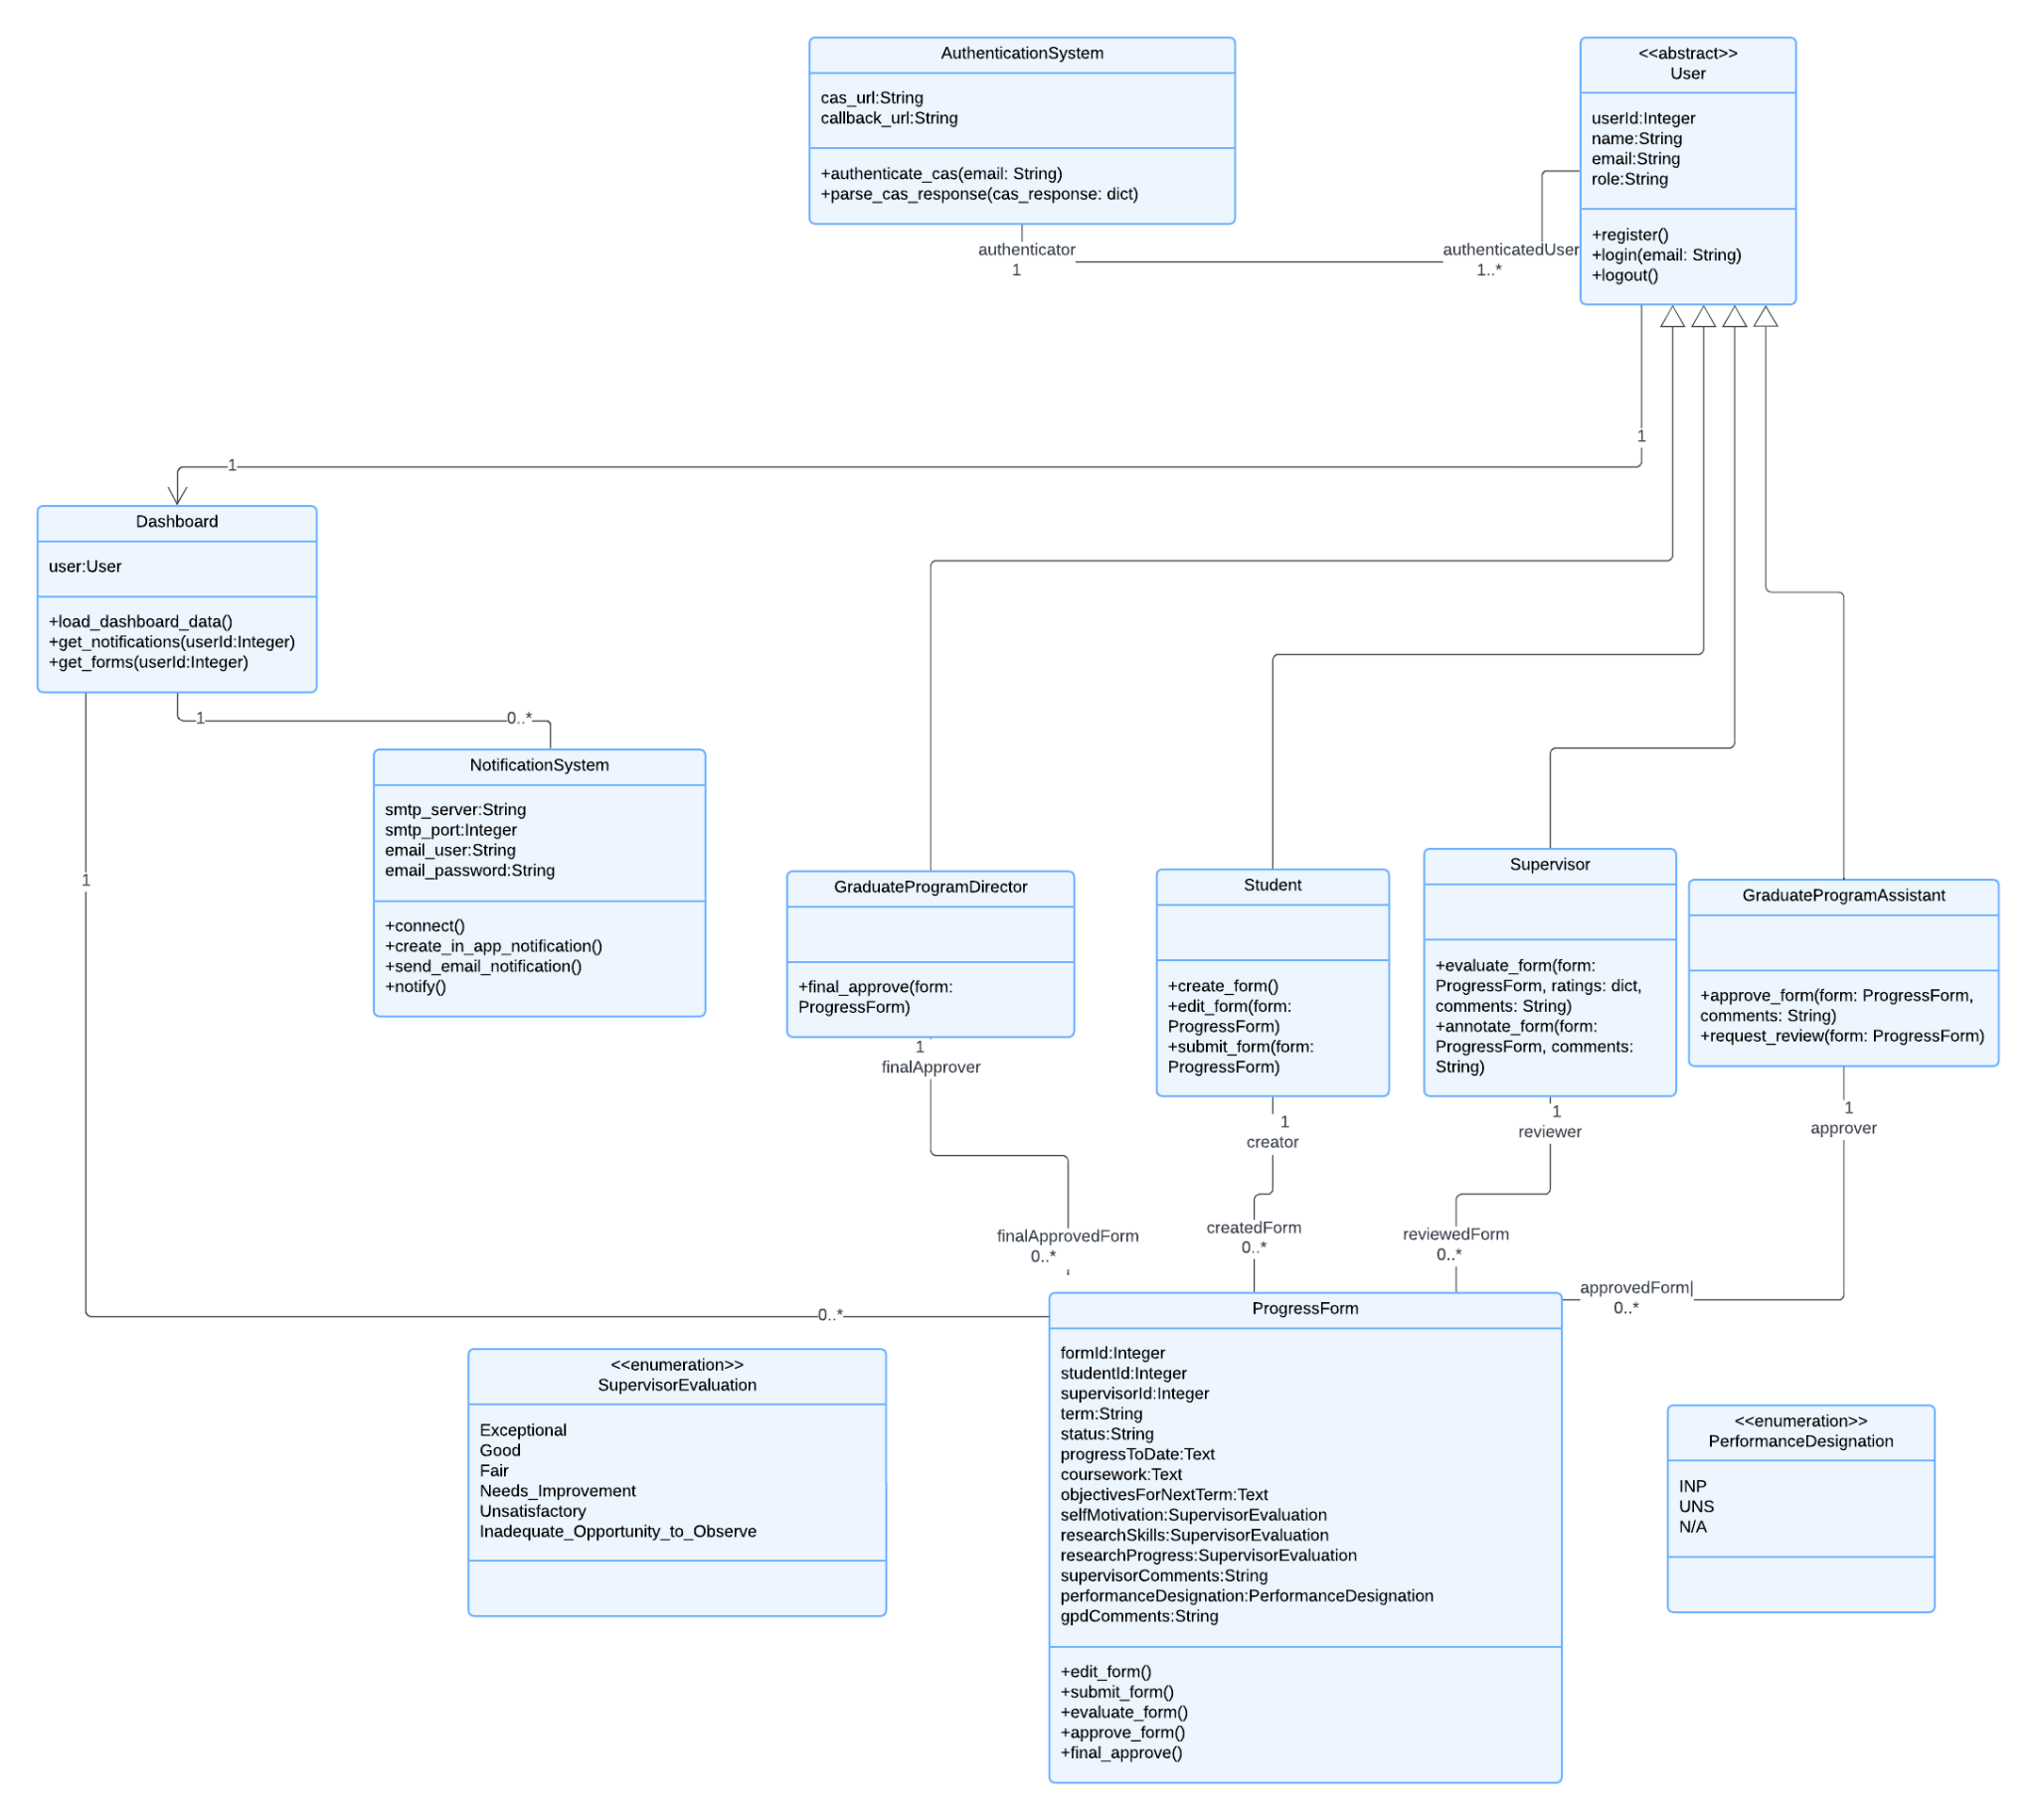 AuthenticationSystem
cas_url:String
callback_url:String
+authenticate_cas(email: String)
+parse_cas_response(cas_response: dict)
<<abstract>>
User
userId:Integer
name:String
email:String
role:String
+register()
+login(email: String)
+logout()
authenticator
1
authenticatedUser
1..*
1
1
Dashboard
user:User
+load_dashboard_data()
+get_notifications(userId:Integer)
+get_forms(userId:Integer)
1
0..*
NotificationSystem
smtp_server:String
smtp_port:Integer
email_user:String
email_password:String
+connect()
+create_in_app_notification()
+send_email_notification()
+notify()
1
GraduateProgramDirector
+final_approve(form:
ProgressForm)
Student
+create_form()
+edit_form(form:
ProgressForm)
+submit_form(form:
ProgressForm)
Supervisor
+evaluate_form(form:
ProgressForm, ratings: dict,
comments: String)
+annotate_form(form:
ProgressForm, comments:
String)
GraduateProgramAssistant
+approve_form(form: ProgressForm,
comments: String)
+request_review(form: ProgressForm)
1
finalApprover
1
creator
1
reviewer
1
approver
finalApprovedForm
0..*
createdForm
0..*
reviewedForm
0..*
approvedForm|
0..*
0..*
ProgressForm
formId:Integer
studentId:Integer
supervisorId:Integer
term:String
status:String
progressToDate:Text
coursework:Text
objectivesForNextTerm:Text
selfMotivation:SupervisorEvaluation
researchSkills:SupervisorEvaluation
researchProgress:SupervisorEvaluation
supervisorComments:String
performanceDesignation:PerformanceDesignation
gpdComments:String
+edit_form()
+submit_form()
+evaluate_form()
+approve_form()
+final_approve()
<<enumeration>>
SupervisorEvaluation
Exceptional
Good
Fair
Needs_Improvement
Unsatisfactory
Inadequate_Opportunity_to_Observe
<<enumeration>>
PerformanceDesignation
INP
UNS
N/A